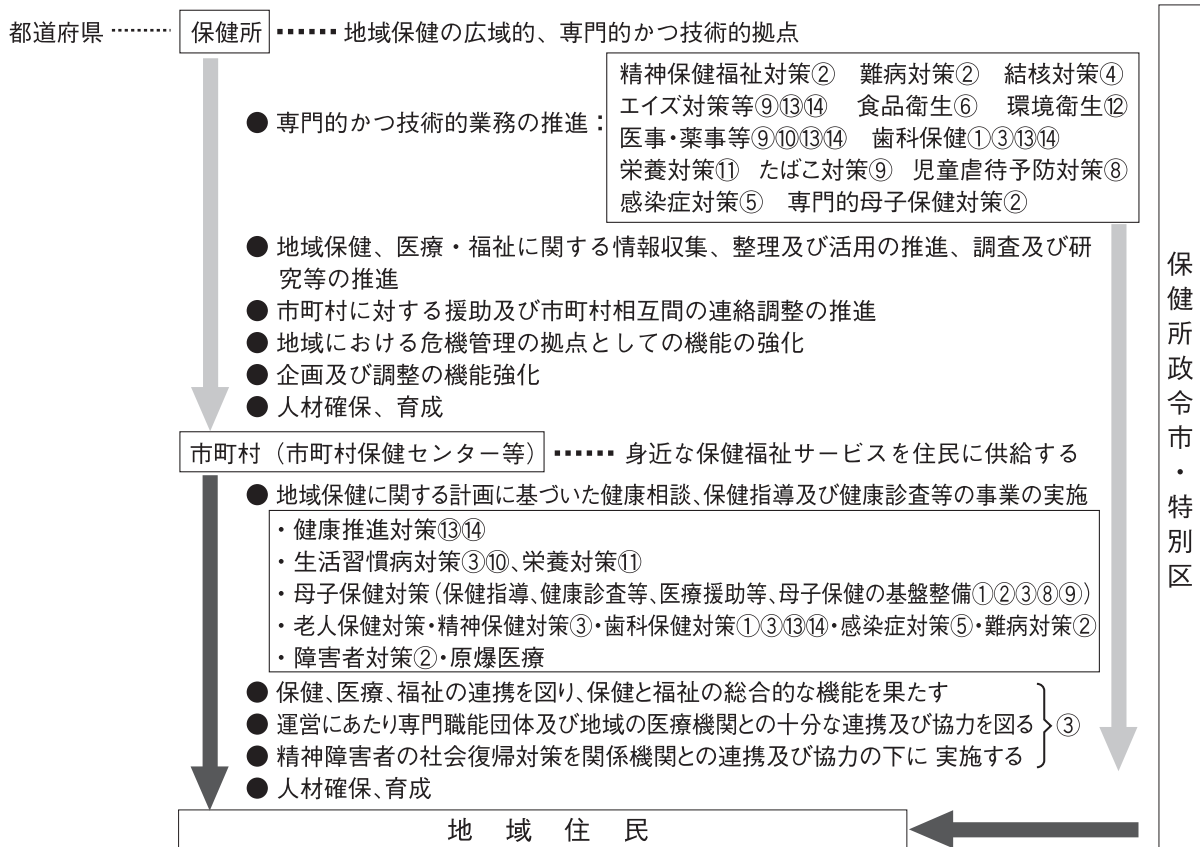 都道府県 ……… 保健所 …… 地域保健の広域的、専門的かつ技術的拠点
● 専門的かつ技術的業務の推進：
精神保健福祉対策② 難病対策② 結核対策④
エイズ対策等⑨⑬⑭ 食品衛生⑥ 環境衛生⑫
医事・薬事等⑨⑩⑬⑭ 歯科保健①③⑬⑭
栄養対策⑪ たばこ対策⑨ 児童虐待予防対策⑧
感染症対策⑤ 専門的母子保健対策②
● 地域保健、医療・福祉に関する情報収集、整理及び活用の推進、調査及び研
究等の推進
● 市町村に対する援助及び市町村相互間の連絡調整の推進
● 地域における危機管理の拠点としての機能の強化
● 企画及び調整の機能強化
● 人材確保、育成
市町村（市町村保健センター等） …… 身近な保健福祉サービスを住民に供給する
● 地域保健に関する計画に基づいた健康相談、保健指導及び健康診査等の事業の実施
・健康推進対策⑬⑭
・生活習慣病対策③⑩、栄養対策⑪
・母子保健対策（保健指導、健康診査等、医療援助等、母子保健の基盤整備①②③⑧⑨）
・老人保健対策・精神保健対策③・歯科保健対策①③⑬⑭・感染症対策⑤・難病対策②
・障害者対策②・原爆医療
● 保健、医療、福祉の連携を図り、保健と福祉の総合的な機能を果たす
● 運営にあたり専門職能団体及び地域の医療機関との十分な連携及び協力を図る ③
● 精神障害者の社会復帰対策を関係機関との連携及び協力の下に 実施する
● 人材確保、育成
地 域 住 民
保健所政令市・特別区